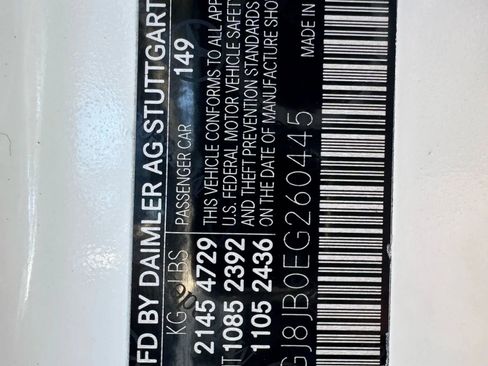 FD BY DAIMLER AG STUTTGART
KG LBS PASSENGER CAR 149
2145 4729 THIS VEHICLE CONFORMS TO ALL APP
1085 2392 U.S. FEDERAL MOTOR VEHICLE SAFETY
1105 2436 AND THEFT PREVENTION STANDARDS
ON THE DATE OF MANUFACTURE SHO
GJ8JB0EG260445 MADE IN